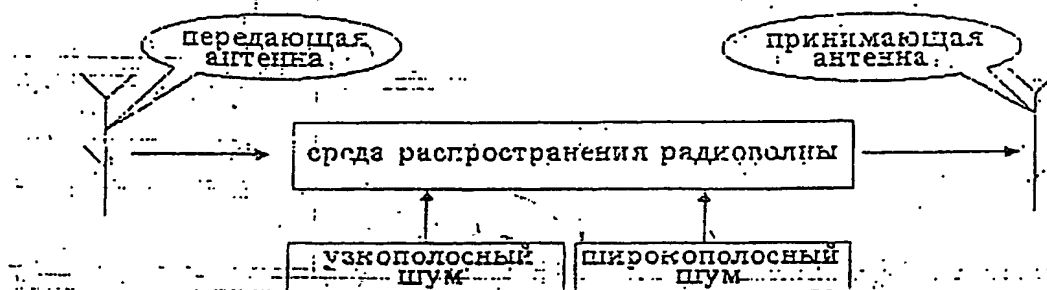 передающая
антенна
принимающая
антенна
среда распространения радиоволны
узкополосный
шум
широкополосный
шум